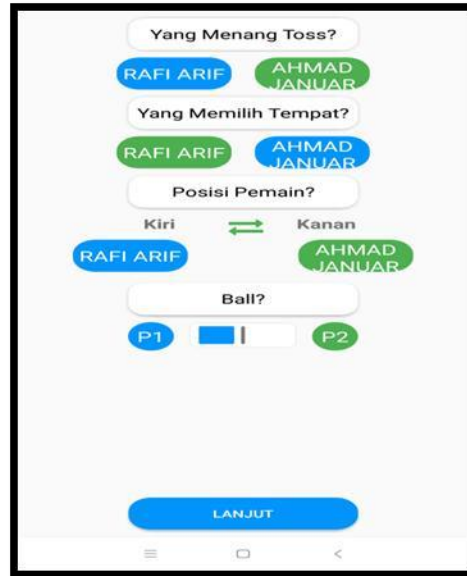 Yang Menang Toss?
RAFI ARIF AHMAD
JANUAR
Yang Memilih Tempat?
RAFI ARIF AHMAD
JANUAR
Posisi Pemain?
Kiri Kanan
RAFI ARIF AHMAD
JANUAR
Ball?
P1 P2
LANJUT